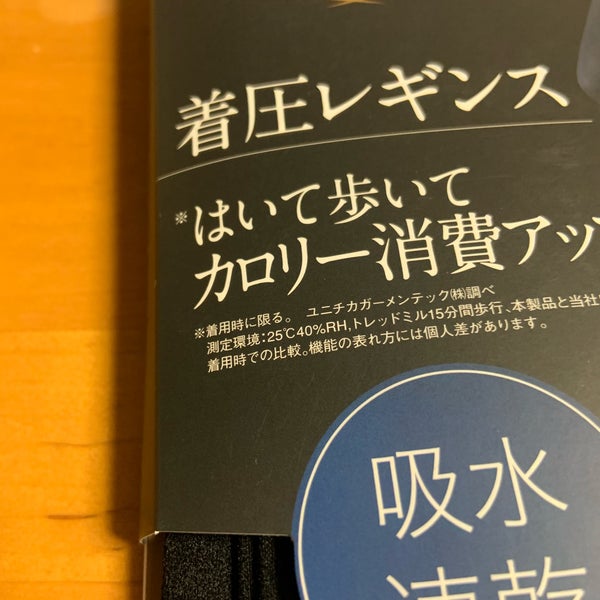 着圧レギンス
※はいて歩いて
カロリー消費アップ
※着用時に限る。 ユニチカガーメンテック㈱調べ
測定環境:25℃40%RH,トレッドミル15分間歩行、本製品と当社
着用時での比較。機能の表れ方には個人差があります。
吸水
速乾